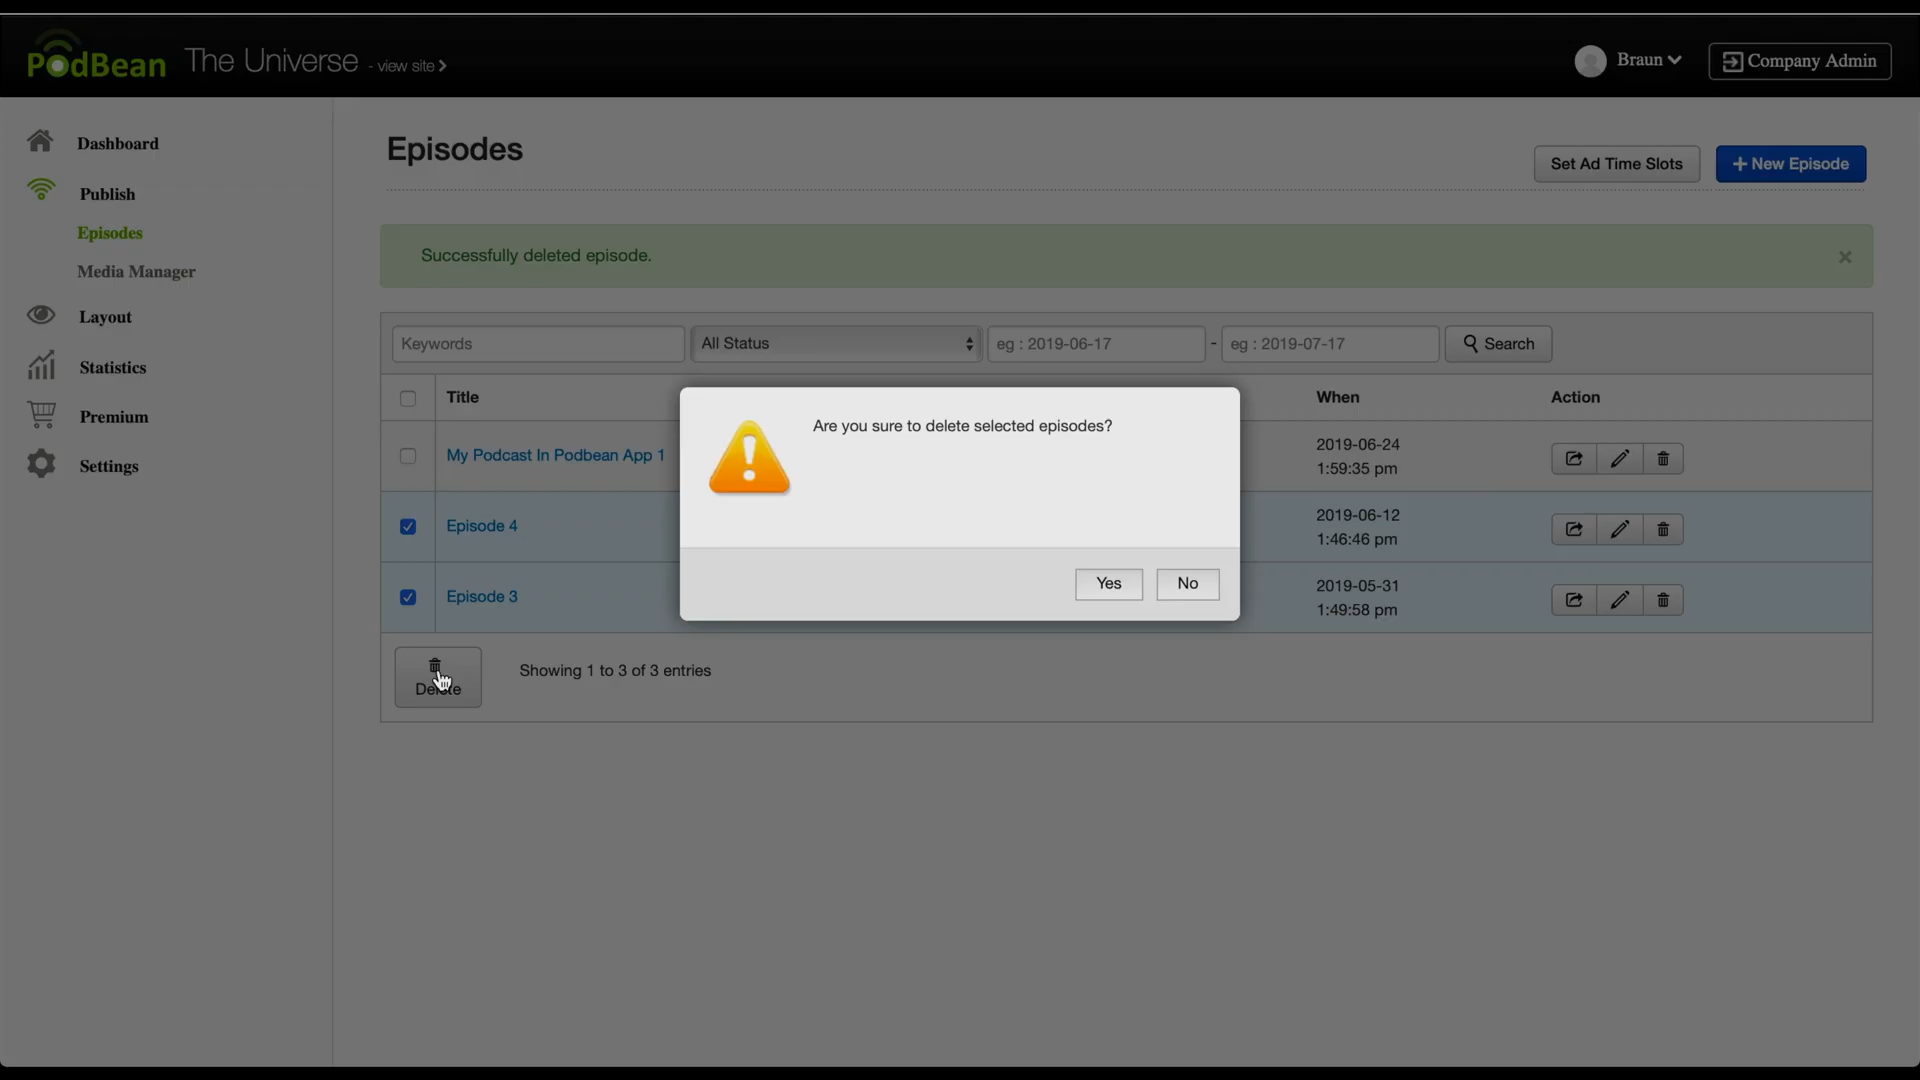 PodBean The Universe - view site
Braun
Company Admin
Dashboard
Publish
Episodes
Media Manager
Layout
Statistics
Premium
Settings
Episodes
Set Ad Time Slots
+ New Episode
Successfully deleted episode.
×
Keywords
All Status
eg : 2019-06-17
-
eg : 2019-07-17
Search
Title
When
Action
My Podcast In Podbean App 1
2019-06-24
1:59:35 pm
Episode 4
2019-06-12
1:46:46 pm
Episode 3
2019-05-31
1:49:58 pm
Are you sure to delete selected episodes?
Yes
No
Delete
Showing 1 to 3 of 3 entries